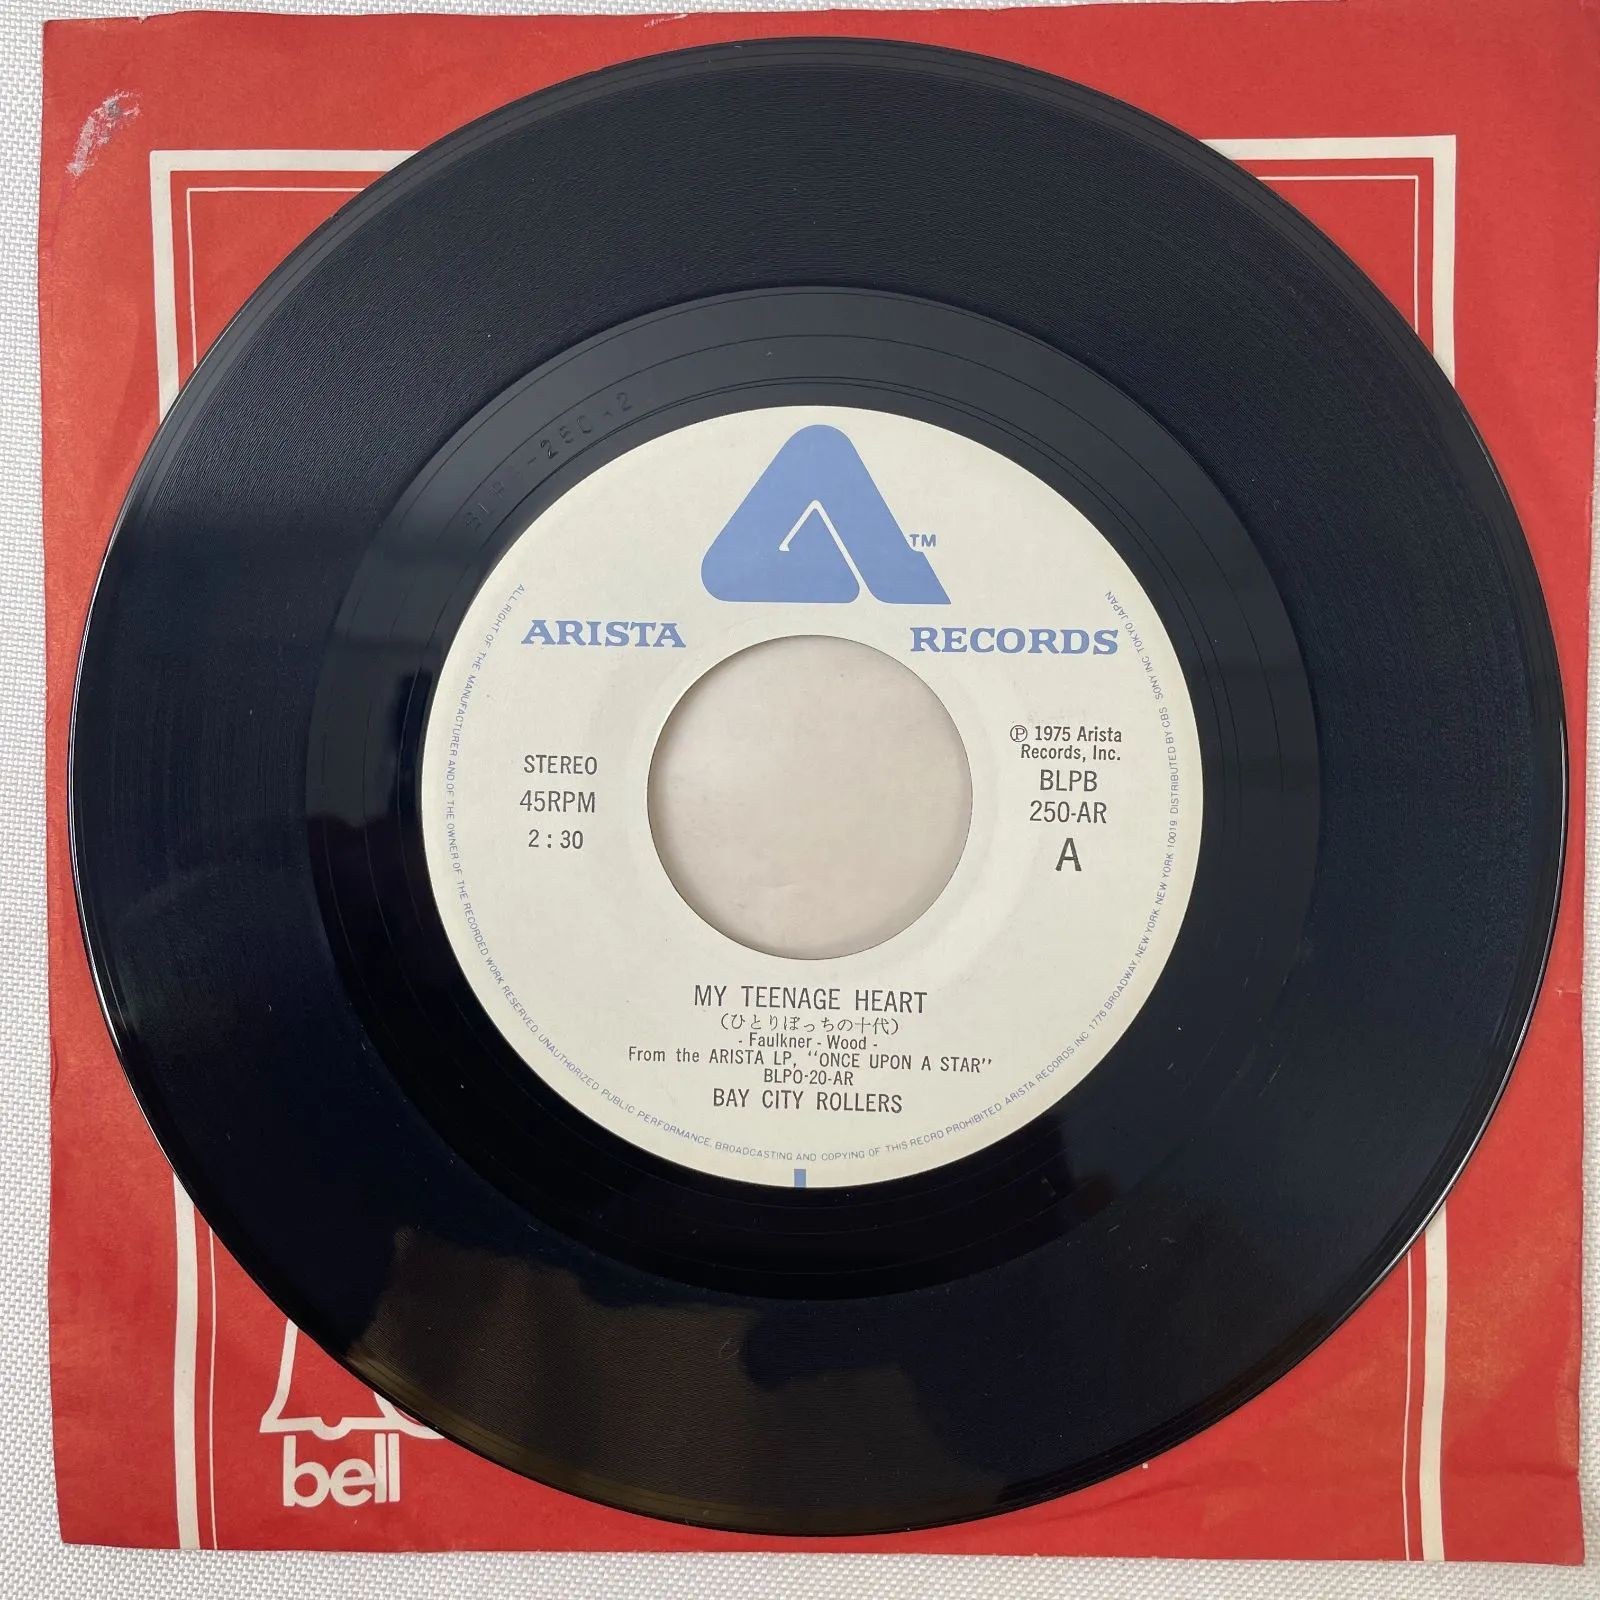 TM
ARISTA RECORDS
STEREO
45RPM
2:30
Ⓟ 1975 Arista
Records, Inc.
BLPB
250-AR
A
MY TEENAGE HEART
(ひとりぼっちの十代)
- Faulkner - Wood -
From the ARISTA LP, "ONCE UPON A STAR"
BLPO-20-AR
BAY CITY ROLLERS
ALL RIGHT OF THE MANUFACTURER AND OF THE OWNER OF THE RECORDED WORK RESERVED. UNAUTHORIZED PUBLIC PERFORMANCE. BROADCASTING AND COPYING OF THIS RECRO PROHIBITED. ARISTA RECORDS INC 1776 BROADWAY, NEW YORK NEW YORK 10019. DISTRIBUTED BY CBS SONY INC. TOKYO JAPAN
bell